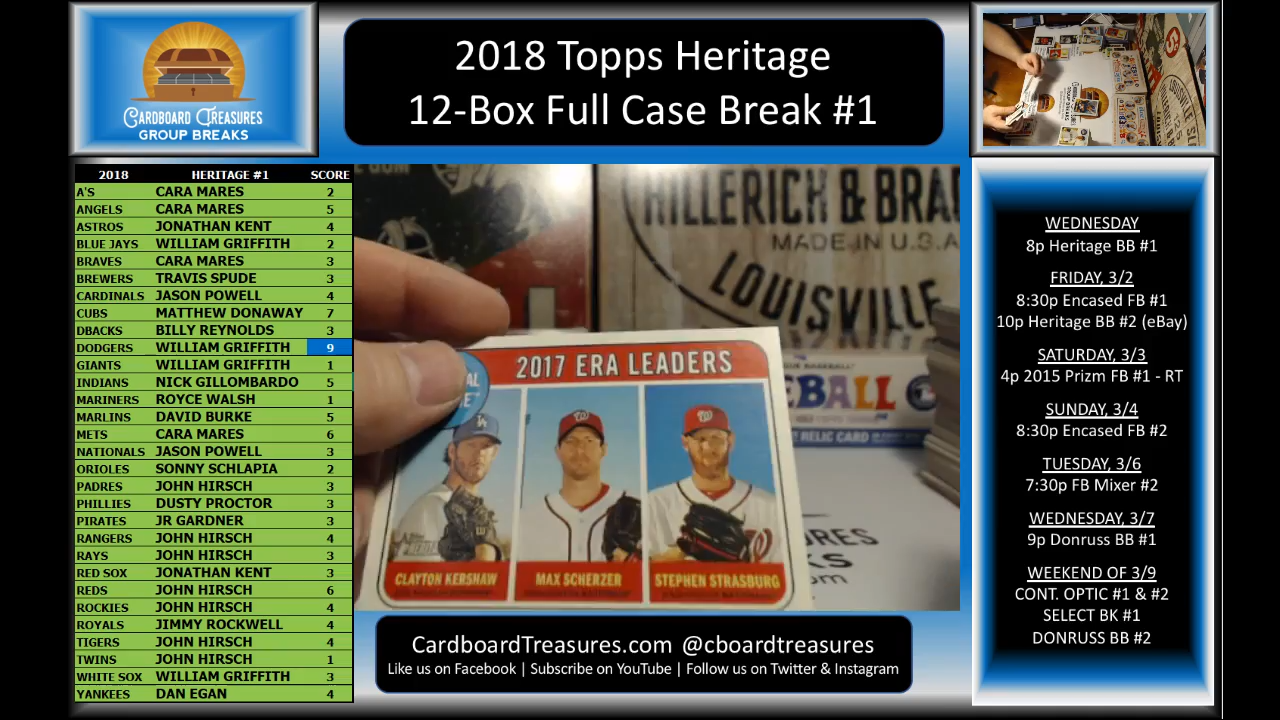 CARDBOARD TREASURES
GROUP BREAKS
2018 Topps Heritage
12-Box Full Case Break #1
2018 HERITAGE #1 SCORE
A'S CARA MARES 2
ANGELS CARA MARES 5
ASTROS JONATHAN KENT 4
BLUE JAYS WILLIAM GRIFFITH 2
BRAVES CARA MARES 3
BREWERS TRAVIS SPUDE 3
CARDINALS JASON POWELL 4
CUBS MATTHEW DONAWAY 7
DBACKS BILLY REYNOLDS 3
DODGERS WILLIAM GRIFFITH 9
GIANTS WILLIAM GRIFFITH 1
INDIANS NICK GILLOMBARDO 5
MARINERS ROYCE WALSH 1
MARLINS DAVID BURKE 5
METS CARA MARES 6
NATIONALS JASON POWELL 3
ORIOLES SONNY SCHLAPIA 2
PADRES JOHN HIRSCH 3
PHILLIES DUSTY PROCTOR 3
PIRATES JR GARDNER 3
RANGERS JOHN HIRSCH 4
RAYS JOHN HIRSCH 3
RED SOX JONATHAN KENT 3
REDS JOHN HIRSCH 6
ROCKIES JOHN HIRSCH 4
ROYALS JIMMY ROCKWELL 4
TIGERS JOHN HIRSCH 4
TWINS JOHN HIRSCH 1
WHITE SOX WILLIAM GRIFFITH 3
YANKEES DAN EGAN 4
HILLERICH & BRAD
MADE IN U.S.A
LOUISVILLE
2017 ERA LEADERS
CLAYTON KERSHAW
MAX SCHERZER
STEPHEN STRASBURG
BALL
RELIC CARD
CardboardTreasures.com @cboardtreasures
Like us on Facebook | Subscribe on YouTube | Follow us on Twitter & Instagram
WEDNESDAY
8p Heritage BB #1
FRIDAY, 3/2
8:30p Encased FB #1
10p Heritage BB #2 (eBay)
SATURDAY, 3/3
4p 2015 Prizm FB #1 - RT
SUNDAY, 3/4
8:30p Encased FB #2
TUESDAY, 3/6
7:30p FB Mixer #2
WEDNESDAY, 3/7
9p Donruss BB #1
WEEKEND OF 3/9
CONT. OPTIC #1 & #2
SELECT BK #1
DONRUSS BB #2